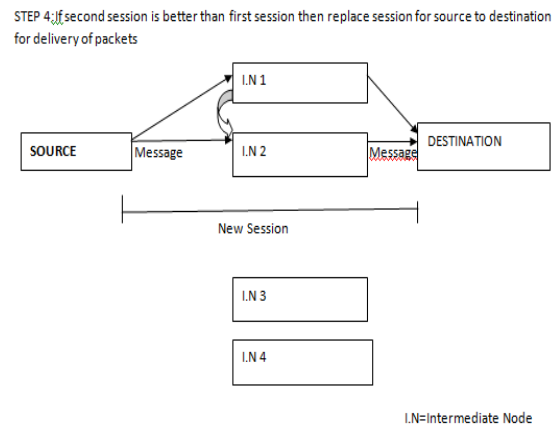 STEP 4:If second session is better than first session then replace session for source to destination
for delivery of packets
I.N 1
SOURCE
Message
I.N 2
Message
DESTINATION
New Session
I.N 3
I.N 4
I.N=Intermediate Node